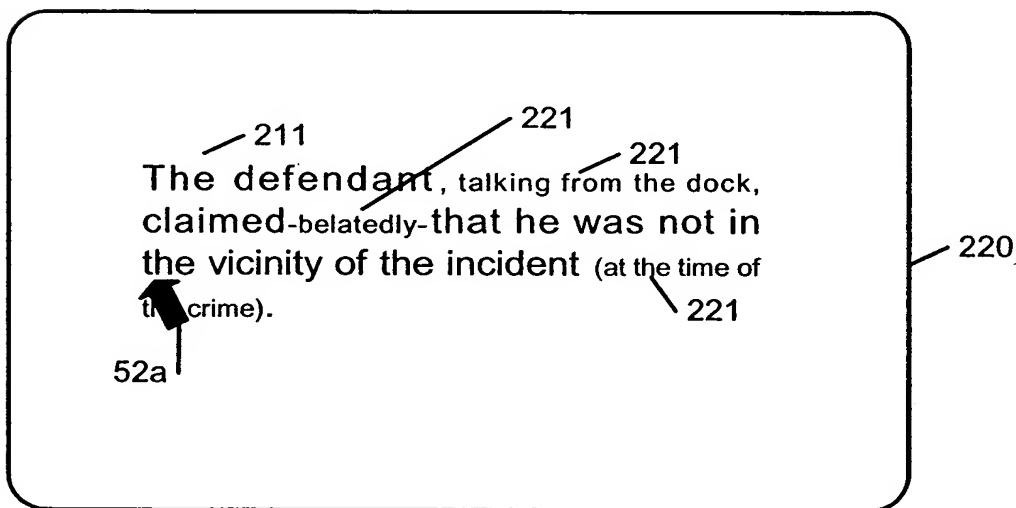 211
221
221
The defendant, talking from the dock,
claimed-belatedly-that he was not in
the vicinity of the incident (at the time of
crime).
220
221
52a